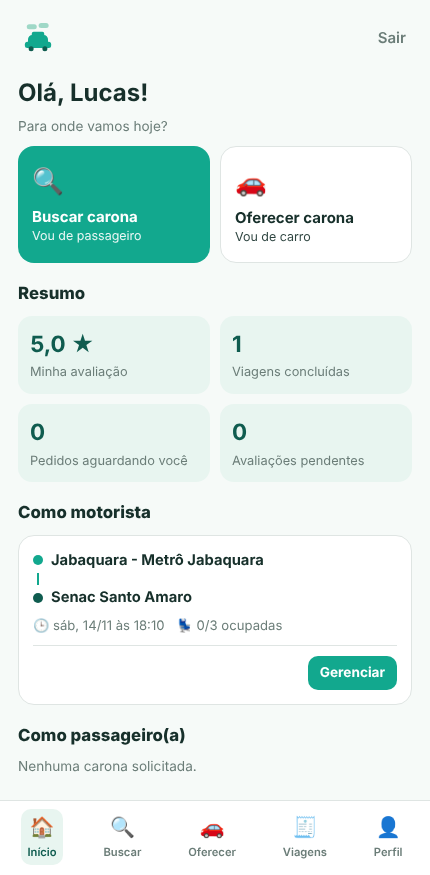 Sair
Olá, Lucas!
Para onde vamos hoje?
Buscar carona
Vou de passageiro
Oferecer carona
Vou de carro
Resumo
5,0 ★
Minha avaliação
1
Viagens concluídas
0
Pedidos aguardando você
0
Avaliações pendentes
Como motorista
Jabaquara - Metrô Jabaquara
Senac Santo Amaro
🕒 sáb, 14/11 às 18:10 💺 0/3 ocupadas
Gerenciar
Como passageiro(a)
Nenhuma carona solicitada.
Início
Buscar
Oferecer
Viagens
Perfil